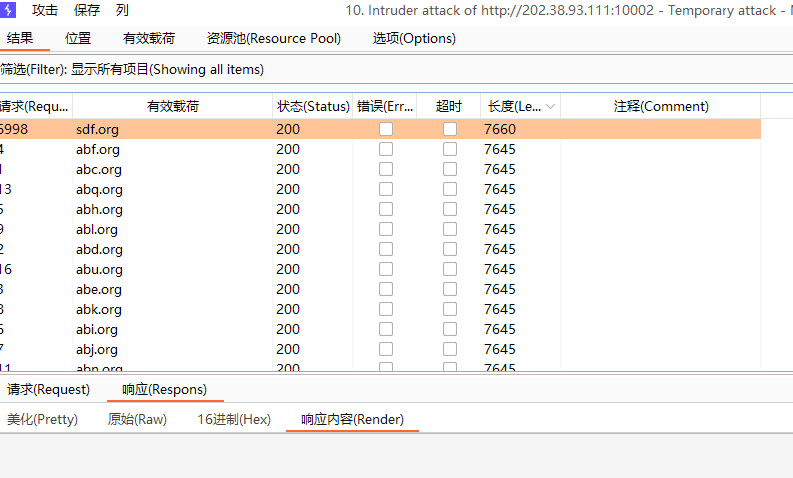 攻击 保存 列 10. Intruder attack of http://202.38.93.111:10002 - Temporary attack -
结果 位置 有效载荷 资源池(Resource Pool) 选项(Options)
筛选(Filter): 显示所有项目(Showing all items)
请求(Requ... 有效载荷 状态(Status) 错误(Err... 超时 长度(Le... 注释(Comment)
5998 sdf.org 200 7660
4 abf.org 200 7645
1 abc.org 200 7645
13 abq.org 200 7645
5 abh.org 200 7645
9 abl.org 200 7645
2 abd.org 200 7645
16 abu.org 200 7645
3 abe.org 200 7645
8 abk.org 200 7645
6 abi.org 200 7645
7 abj.org 200 7645
11 abn.org 200 7645
请求(Request) 响应(Respons)
美化(Pretty) 原始(Raw) 16进制(Hex) 响应内容(Render)